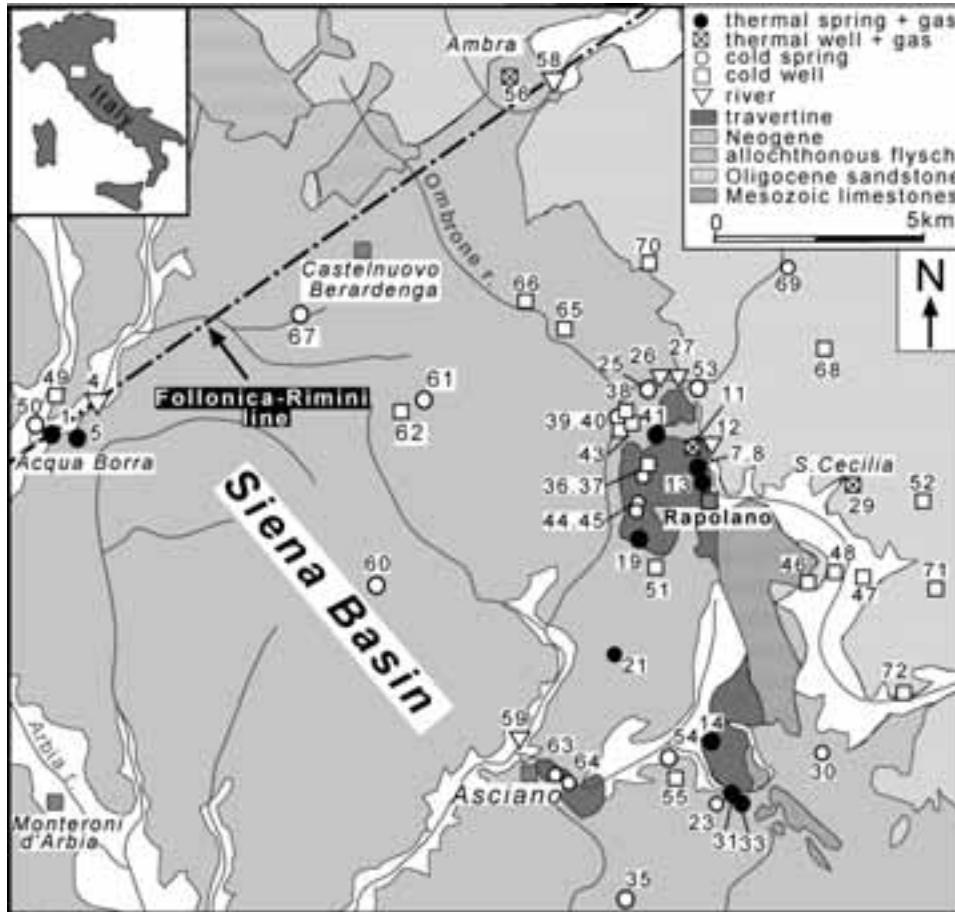 Italy
thermal spring + gas
thermal well + gas
cold spring
cold well
river
travertine
Neogene
allochthonous flysch
Oligocene sandstone
Mesozoic limestones
0 5km
N
Ambra
58
56
Ombrone r.
70
69
Castelnuovo
Berardenga
66
65
67
68
25
26
27
53
Follonica-Rimini
line
49
4
50
1
5
Acqua Borra
61
62
38
11
39,40
41
12
43
7,8
36,37
13
S.Cecilia
29
52
44,45
Rapolano
19
51
46
48
47
71
Siena Basin
60
21
72
59
14
54
63
64
30
Asciano
55
23
31
33
Arbia r.
Monteroni
d'Arbia
35